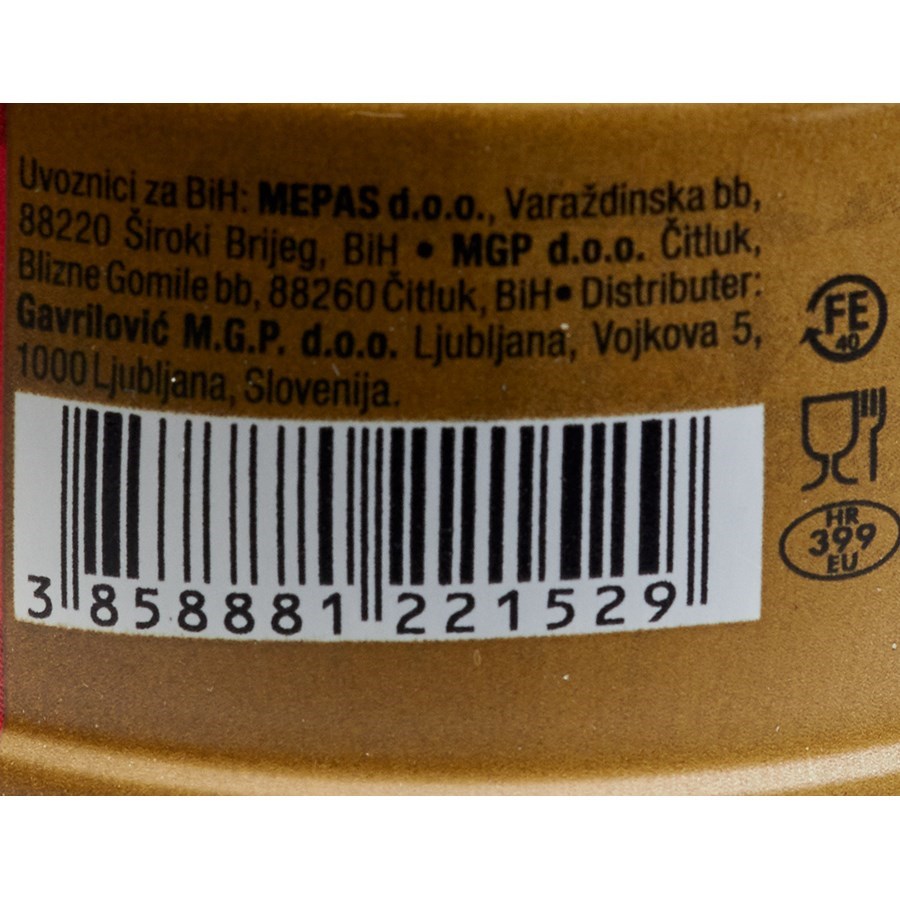 Uvoznici za BiH: MEPAS d.o.o., Varaždinska bb,
88220 Široki Brijeg, BiH • MGP d.o.o. Čitluk,
Blizne Gomile bb, 88260 Čitluk, BiH• Distributer:
Gavrilović M.G.P. d.o.o. Ljubljana, Vojkova 5,
1000 Ljubljana, Slovenija.
FE
40
HR
399
EU
3 858881 221529